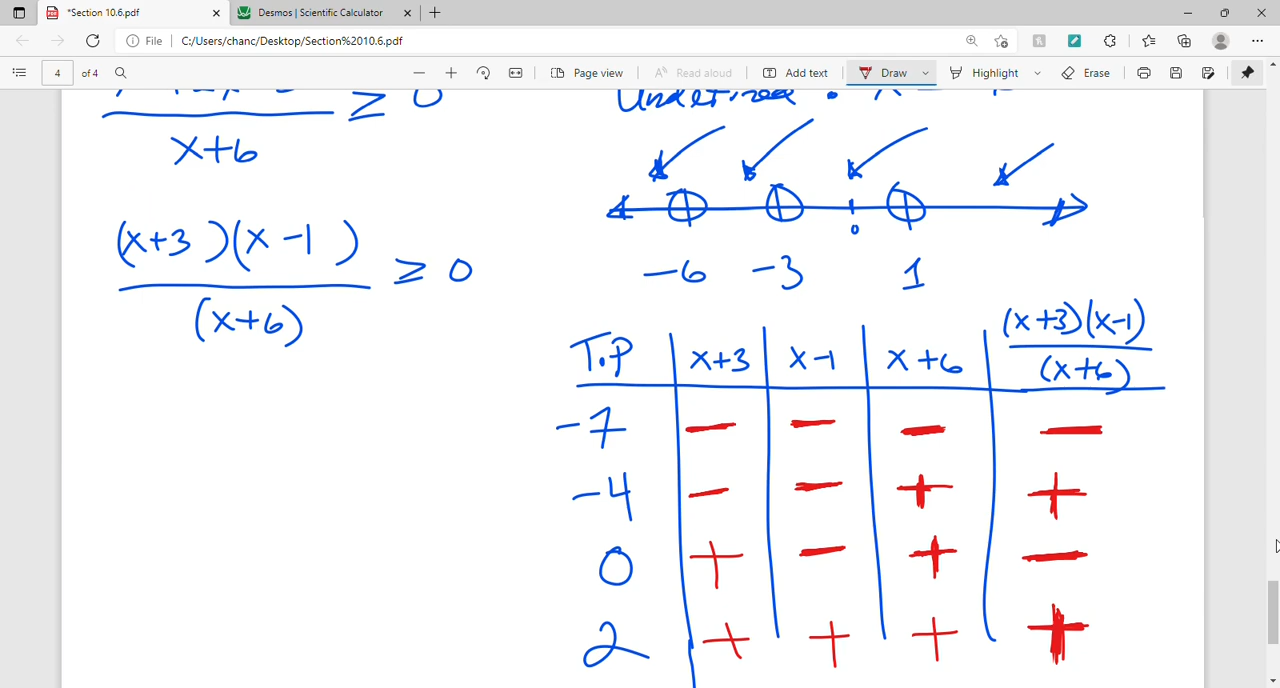 *Section 10.6.pdf
Desmos | Scientific Calculator
File C:/Users/chanc/Desktop/Section%2010.6.pdf
4 of 4
Page view
Read aloud
Add text
Draw
Highlight
Erase
x+6
≥ 0
Undefined : x
0
-6 -3 1
(x+3)(x-1)
(x+6)
≥ 0
T.P x+3 x-1 x+6 (x+3)(x-1)
(x+6)
-7 - - - -
-4 - - + +
0 + - + -
2 + + + +